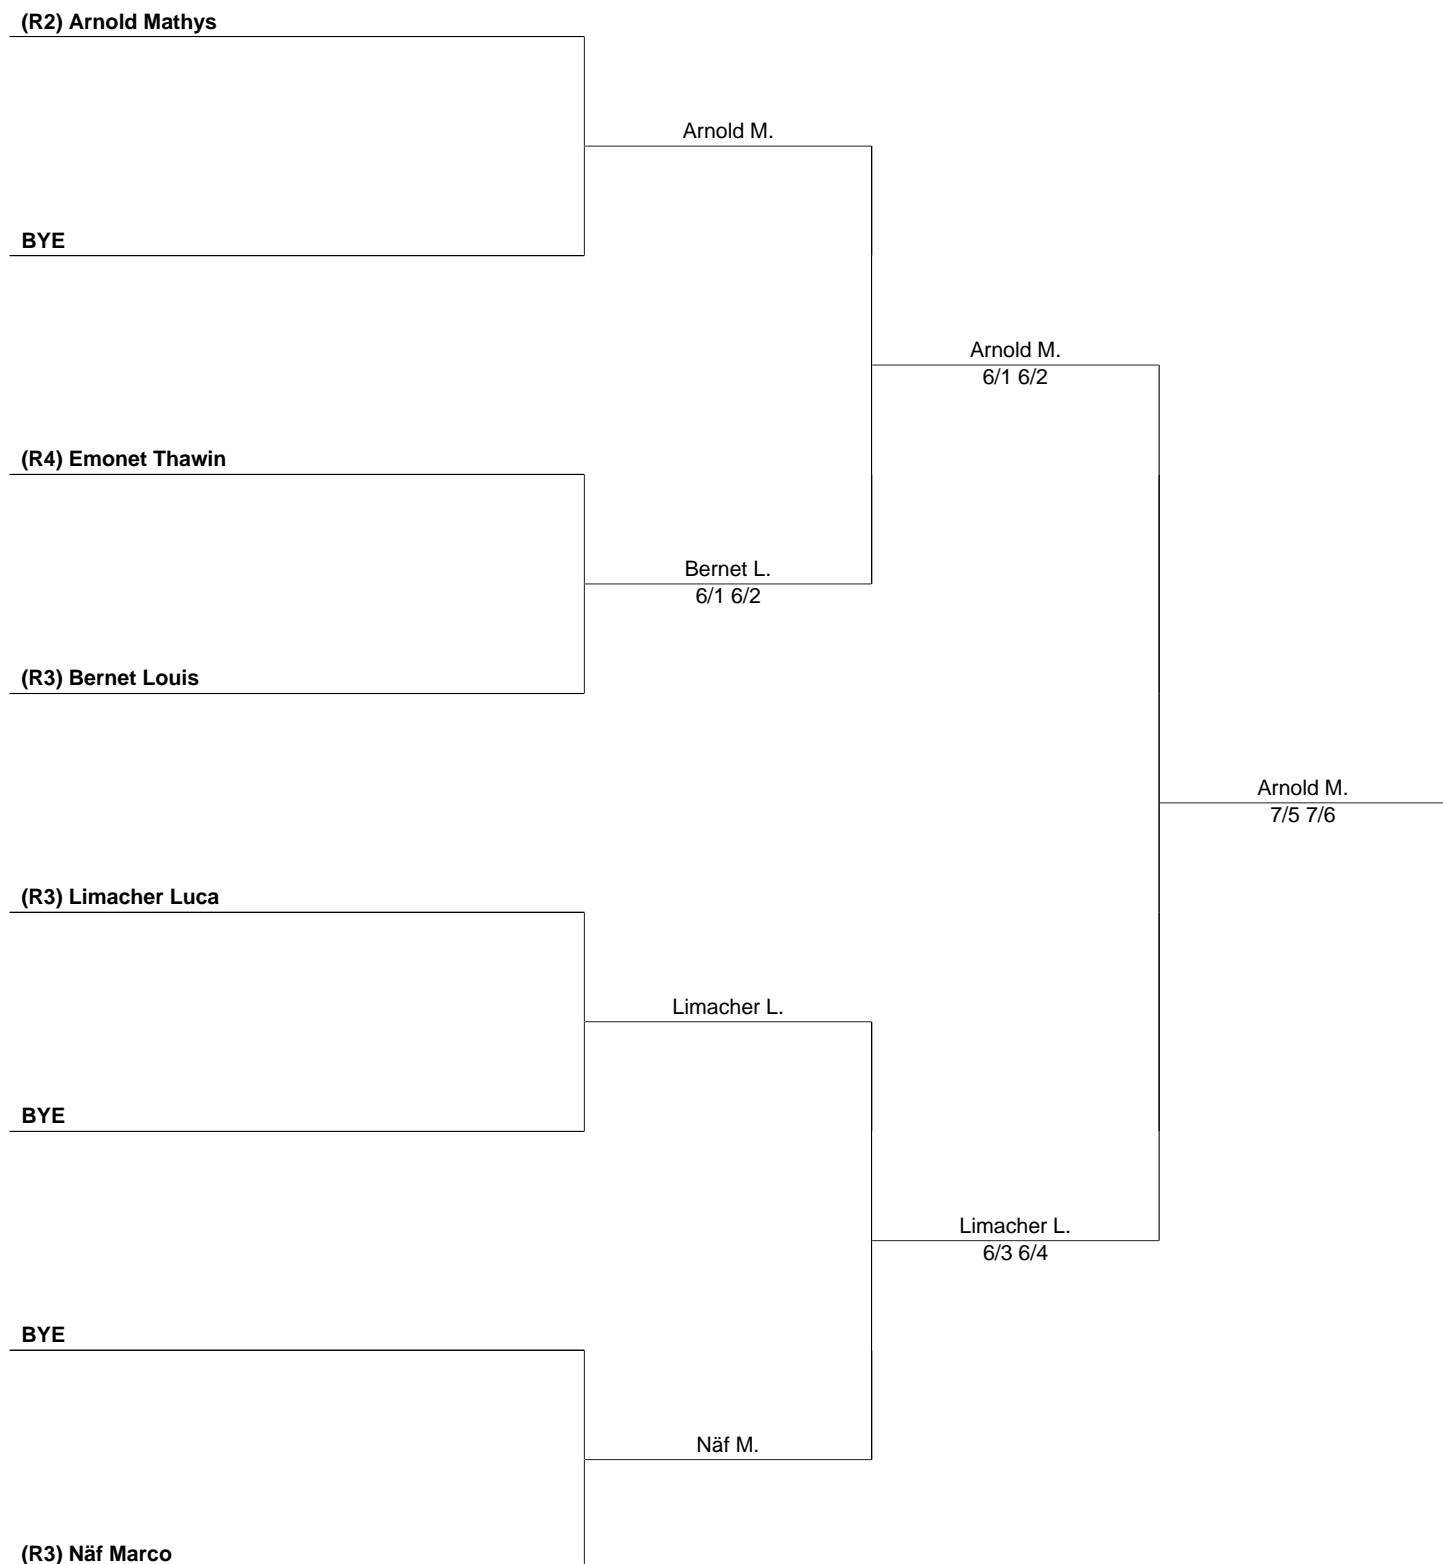 (R2) Arnold Mathys
Arnold M.
BYE
Arnold M.
6/1 6/2
(R4) Emonet Thawin
Bernet L.
6/1 6/2
(R3) Bernet Louis
Arnold M.
7/5 7/6
(R3) Limacher Luca
Limacher L.
BYE
Limacher L.
6/3 6/4
BYE
Näf M.
(R3) Näf Marco